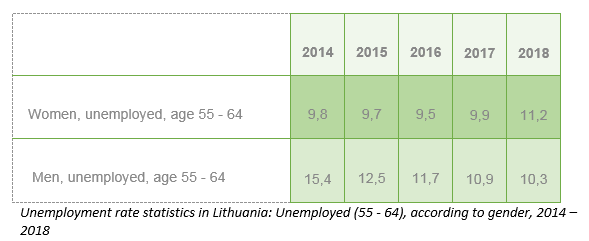 2014 2015 2016 2017 2018
Women, unemployed, age 55 - 64 9,8 9,7 9,5 9,9 11,2
Men, unemployed, age 55 - 64 15,4 12,5 11,7 10,9 10,3
Unemployment rate statistics in Lithuania: Unemployed (55 - 64), according to gender, 2014 –
2018